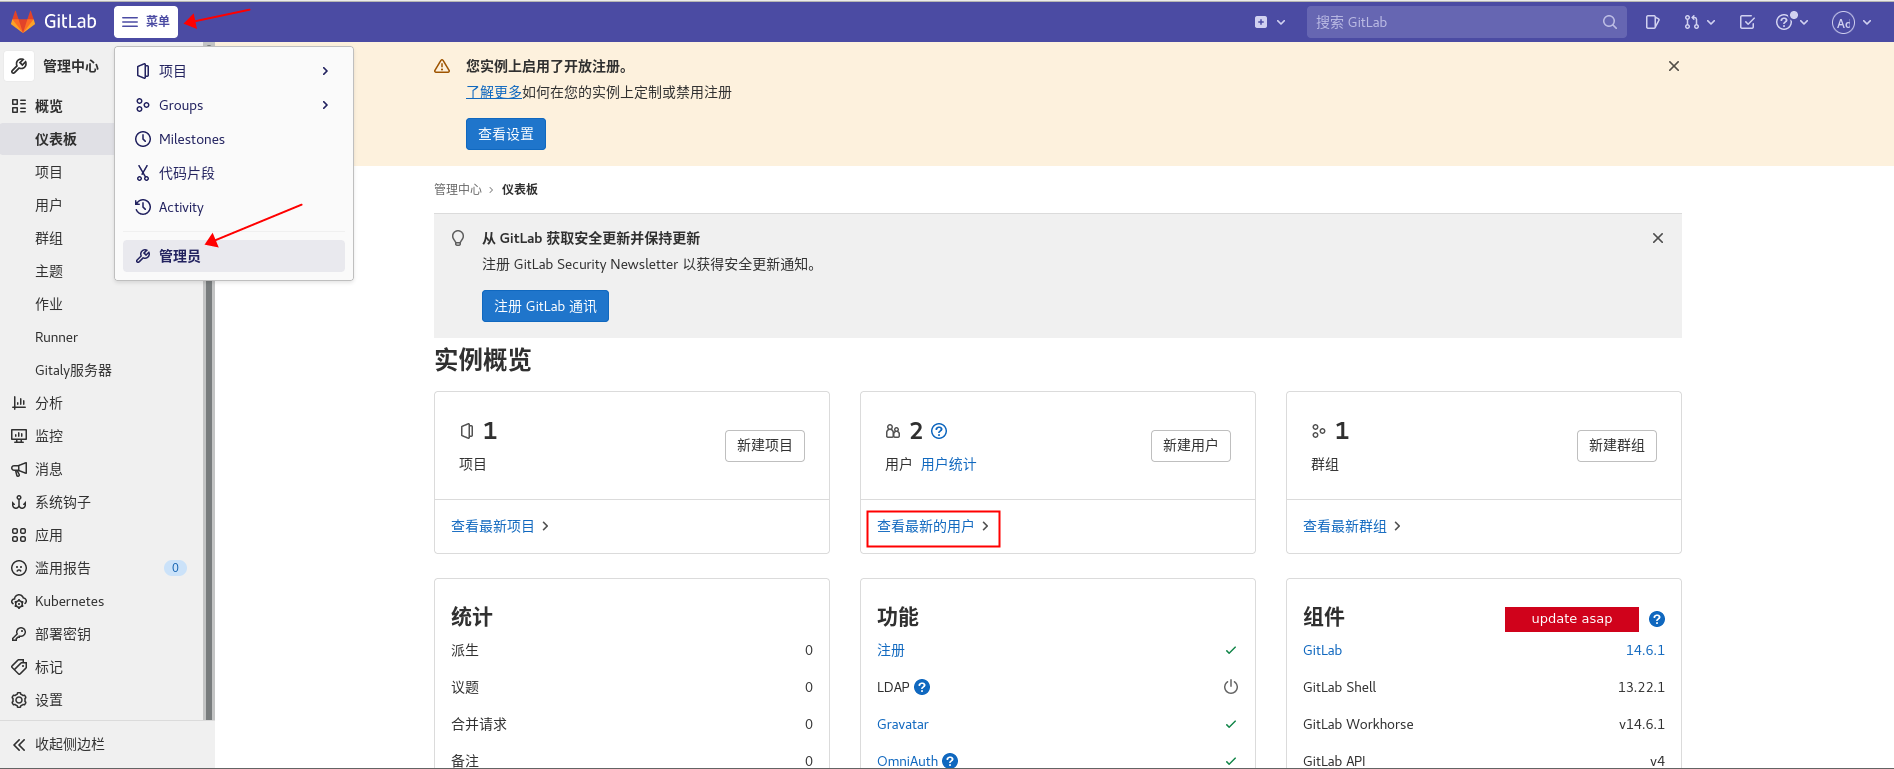 GitLab
菜单
搜索 GitLab
Ad
管理中心
概览
仪表板
项目
用户
群组
主题
作业
Runner
Gitaly服务器
分析
监控
消息
系统钩子
应用
滥用报告 0
Kubernetes
部署密钥
标记
设置
收起侧边栏
项目
Groups
Milestones
代码片段
Activity
管理员
您实例上启用了开放注册。
了解更多如何在您的实例上定制或禁用注册
查看设置
管理中心 › 仪表板
从 GitLab 获取安全更新并保持更新
注册 GitLab Security Newsletter 以获得安全更新通知。
注册 GitLab 通讯
实例概览
1
项目
新建项目
查看最新项目
2
用户 用户统计
新建用户
查看最新的用户
1
群组
新建群组
查看最新群组
统计
派生 0
议题 0
合并请求 0
备注 0
功能
注册
LDAP
Gravatar
OmniAuth
组件 update asap
GitLab 14.6.1
GitLab Shell 13.22.1
GitLab Workhorse v14.6.1
GitLab API v4